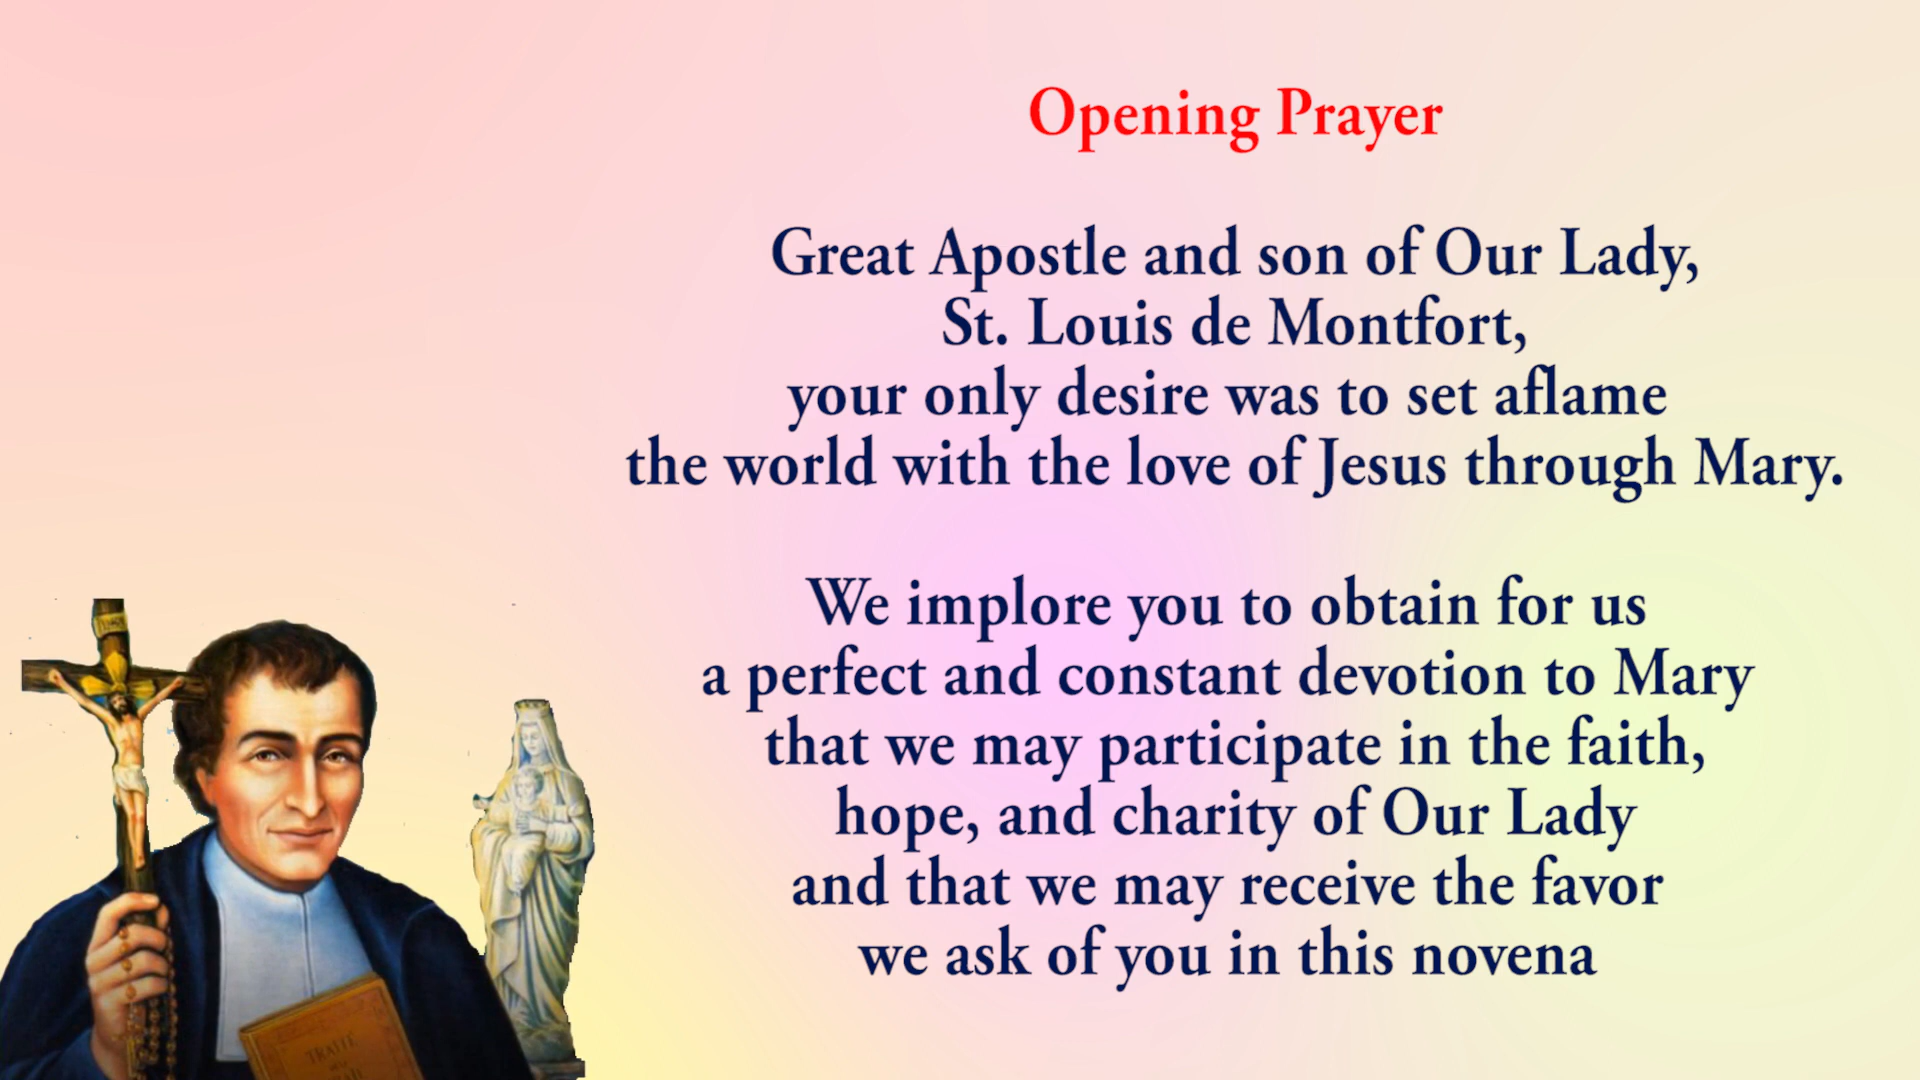 Opening Prayer
Great Apostle and son of Our Lady,
St. Louis de Montfort,
your only desire was to set aflame
the world with the love of Jesus through Mary.
We implore you to obtain for us
a perfect and constant devotion to Mary
that we may participate in the faith,
hope, and charity of Our Lady
and that we may receive the favor
we ask of you in this novena
TRAITÉ